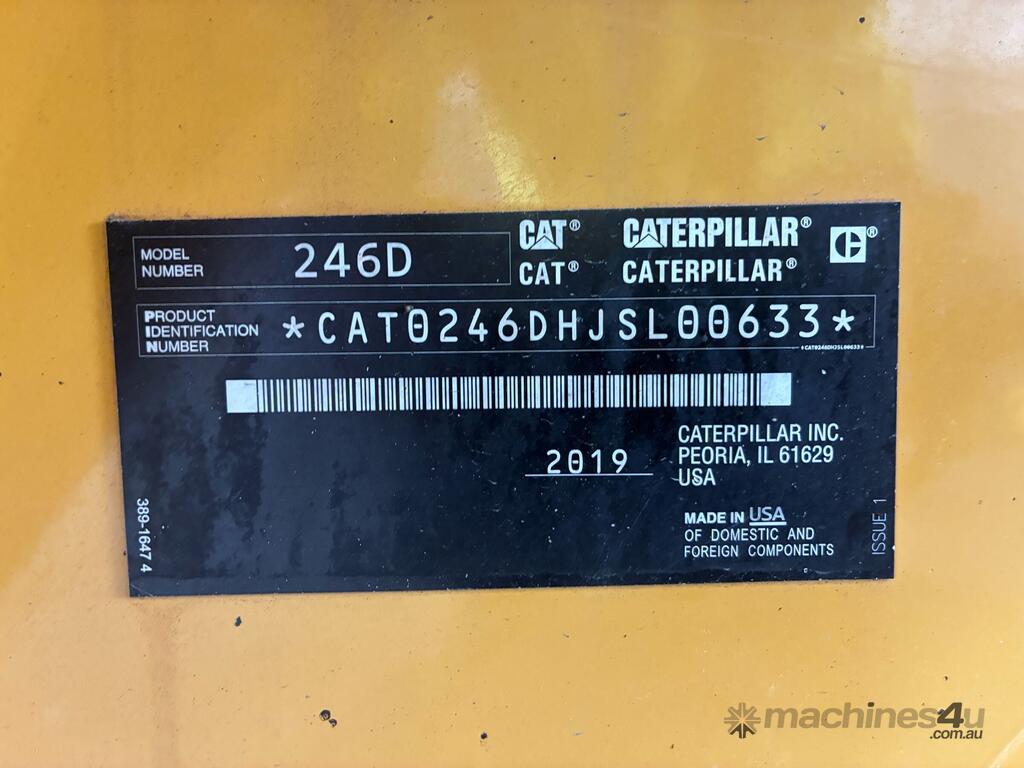 MODEL
NUMBER
246D
CAT®
CAT®
CATERPILLAR®
CATERPILLAR®
PRODUCT
IDENTIFICATION
NUMBER
*CAT0246DHJSL00633*
*CAT0246DHJSL00633*
2019
CATERPILLAR INC.
PEORIA, IL 61629
USA
MADE IN USA
OF DOMESTIC AND
FOREIGN COMPONENTS
389-1647 4
ISSUE 1
machines4u
.com.au